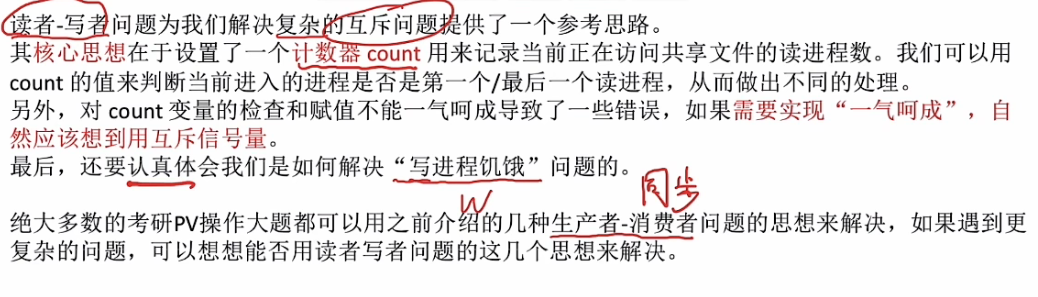 读者-写者问题为我们解决复杂的互斥问题提供了一个参考思路。
其核心思想在于设置了一个计数器 count 用来记录当前正在访问共享文件的读进程数。我们可以用
count 的值来判断当前进入的进程是否是第一个/最后一个读进程，从而做出不同的处理。
另外，对 count 变量的检查和赋值不能一气呵成导致了一些错误，如果需要实现“一气呵成”，自
然应该想到用互斥信号量。
最后，还要认真体会我们是如何解决“写进程饥饿”问题的。
W
同步
绝大多数的考研PV操作大题都可以用之前介绍的几种生产者-消费者问题的思想来解决，如果遇到更
复杂的问题，可以想想能否用读者写者问题的这几个思想来解决。